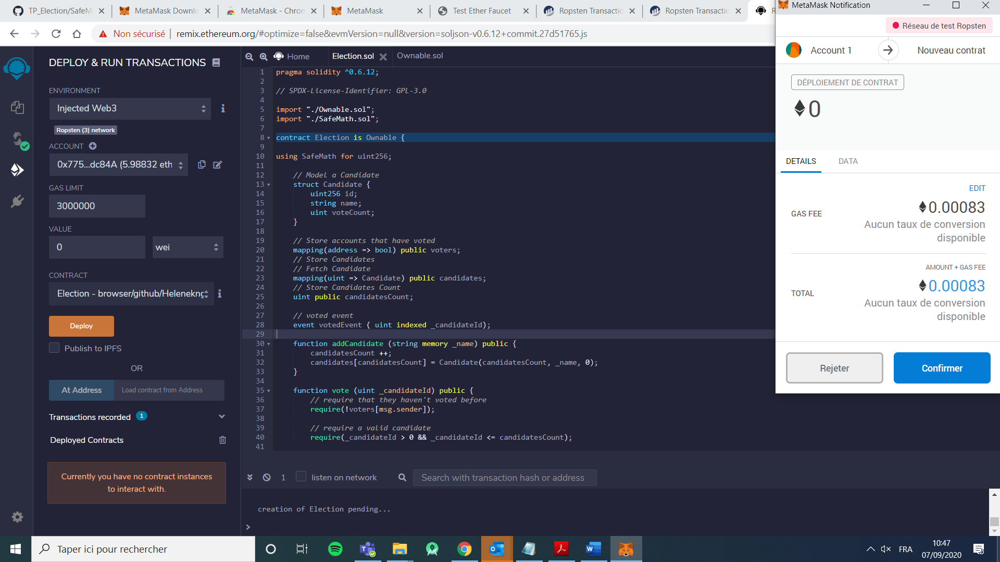 TP_Election/SafeM
MetaMask Downlo
MetaMask - Chron
MetaMask
Test Ether Faucet
Ropsten Transactio
Ropsten Transactio
MetaMask Notification
Non sécurisé
remix.ethereum.org/#optimize=false&evmVersion=null&version=soljson-v0.6.12+commit.27d51765.js
Réseau de test Ropsten
Account 1
Nouveau contrat
DÉPLOIEMENT DE CONTRAT
0
DETAILS
DATA
EDIT
GAS FEE
0.00083
Aucun taux de conversion
disponible
AMOUNT + GAS FEE
TOTAL
0.00083
Aucun taux de conversion
disponible
Rejeter
Confirmer
DEPLOY & RUN TRANSACTIONS
ENVIRONMENT
Injected Web3
Ropsten (3) network
ACCOUNT
0x775...dc84A (5.98832 eth
GAS LIMIT
3000000
VALUE
0
wei
CONTRACT
Election - browser/github/Helenekng
Deploy
Publish to IPFS
OR
At Address
Load contract from Address
Transactions recorded 1
Deployed Contracts
Currently you have no contract instances
to interact with.
Home
Election.sol
Ownable.sol
1 pragma solidity ^0.6.12;
2
3 // SPDX-License-Identifier: GPL-3.0
4
5 import "./Ownable.sol";
6 import "./SafeMath.sol";
7
8 contract Election is Ownable {
9
10 using SafeMath for uint256;
11
12 // Model a Candidate
13 struct Candidate {
14 uint256 id;
15 string name;
16 uint voteCount;
17 }
18
19 // Store accounts that have voted
20 mapping(address => bool) public voters;
21 // Store Candidates
22 // Fetch Candidate
23 mapping(uint => Candidate) public candidates;
24 // Store Candidates Count
25 uint public candidatesCount;
26
27 // voted event
28 event votedEvent ( uint indexed _candidateId);
29
30 function addCandidate (string memory _name) public {
31 candidatesCount ++;
32 candidates[candidatesCount] = Candidate(candidatesCount, _name, 0);
33 }
34
35 function vote (uint _candidateId) public {
36 // require that they haven't voted before
37 require(!voters[msg.sender]);
38
39 // require a valid candidate
40 require(_candidateId > 0 && _candidateId <= candidatesCount);
41
1
listen on network
Search with transaction hash or address
creation of Election pending...
>
Taper ici pour rechercher
FRA
10:47
07/09/2020